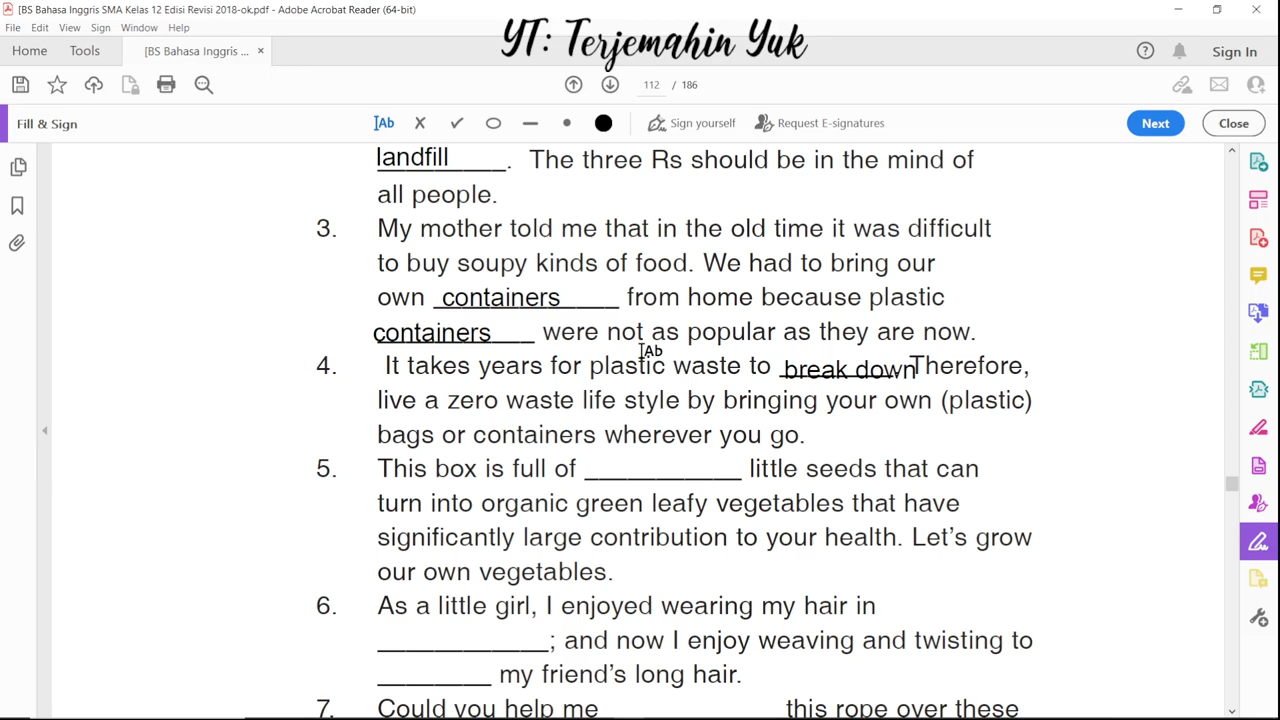 [BS Bahasa Inggris SMA Kelas 12 Edisi Revisi 2018-ok.pdf - Adobe Acrobat Reader (64-bit)
YT: Terjemahin Yuk
File Edit View Sign Window Help
Home Tools [BS Bahasa Inggris ... × Sign In
112 / 186
Fill & Sign Ab Sign yourself Request E-signatures Next Close
landfill. The three Rs should be in the mind of
all people.
3. My mother told me that in the old time it was difficult
to buy soupy kinds of food. We had to bring our
own containers from home because plastic
containers were not as popular as they are now.
Ab
4. It takes years for plastic waste to break down. Therefore,
live a zero waste life style by bringing your own (plastic)
bags or containers wherever you go.
5. This box is full of ___________ little seeds that can
turn into organic green leafy vegetables that have
significantly large contribution to your health. Let's grow
our own vegetables.
6. As a little girl, I enjoyed wearing my hair in
____________; and now I enjoy weaving and twisting to
________ my friend's long hair.
7. Could you help me _____________ this rope over these